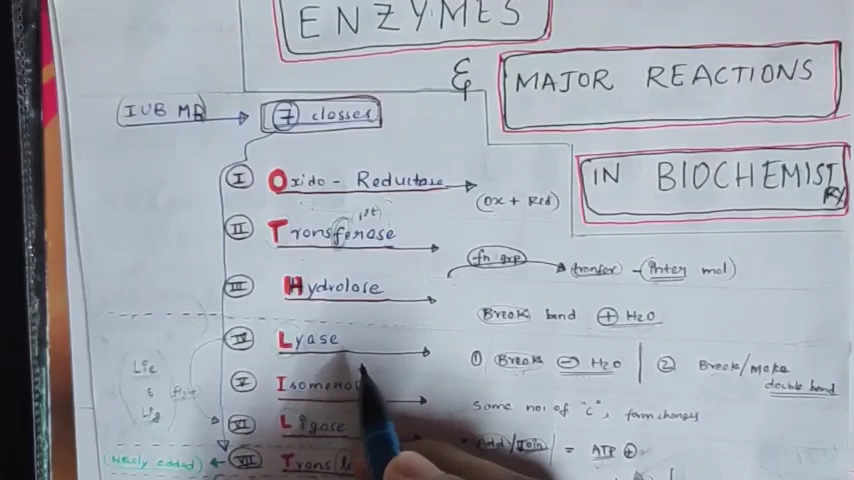 ENZYMES
& MAJOR REACTIONS
IN BIOCHEMISTRY
(IUB MB) → 7 classes
I Oxido - Reductase → (Ox + Red)
1st
II Transferase → fn grp → transfer - (inter mol)
III Hydrolase → Break bond + H2O
IV Lyase → ① Break - H2O | ② Break/Make double bond
V Isomeras → Same no. of "C", form changes
VI Ligase → Add/Join = ATP +
(Newly added) ← VII Trans